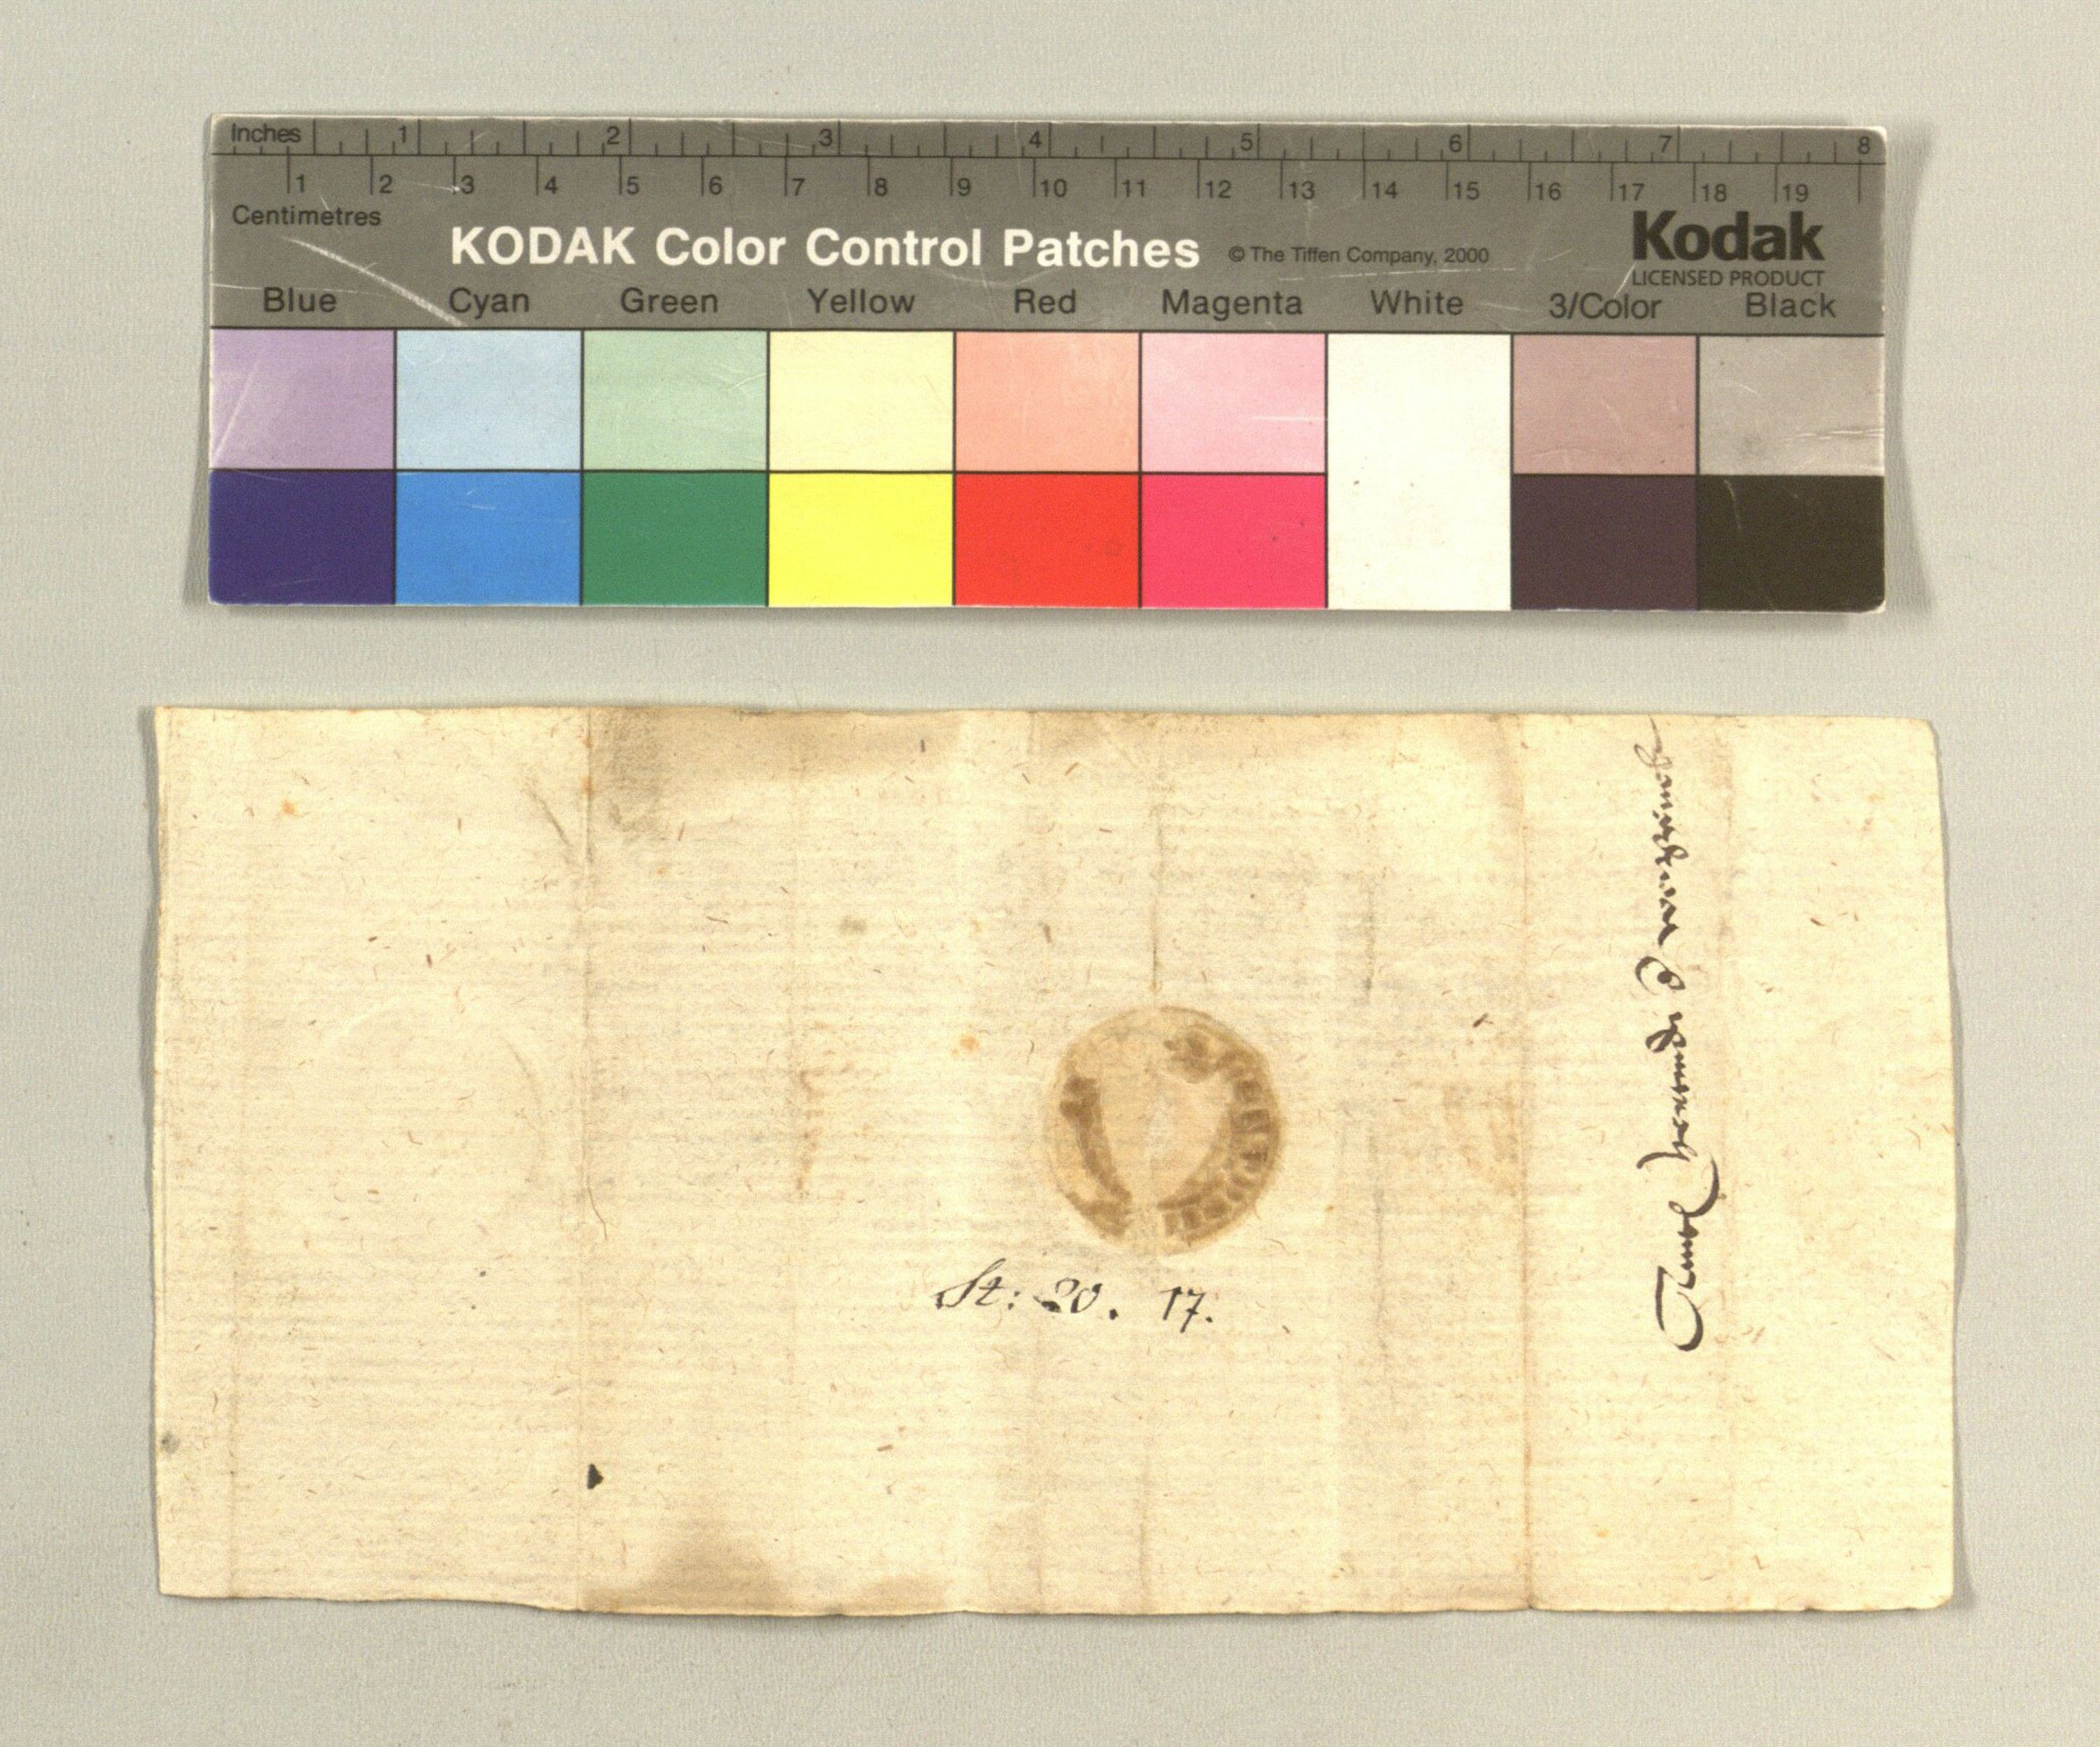 Inches 1 2 3 4 5 6 7 8
1 2 3 4 5 6 7 8 9 10 11 12 13 14 15 16 17 18 19
Centimetres
KODAK Color Control Patches © The Tiffen Company, 2000 Kodak
LICENSED PRODUCT
Blue Cyan Green Yellow Red Magenta White 3/Color Black
St: 20. 17.